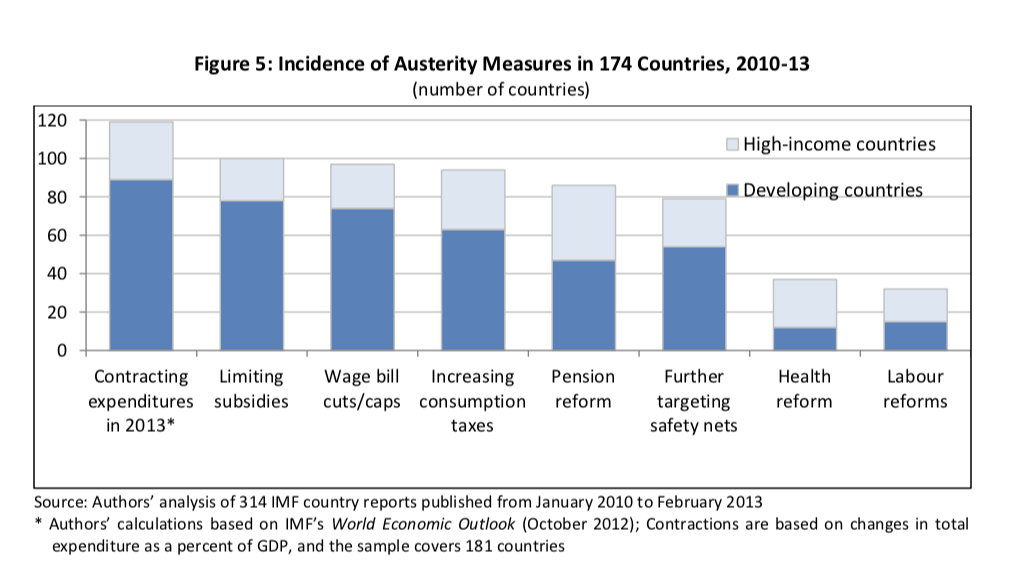 Figure 5: Incidence of Austerity Measures in 174 Countries, 2010-13
(number of countries)
120
100
80
60
40
20
0
High-income countries
Developing countries
Contracting expenditures in 2013*
Limiting subsidies
Wage bill cuts/caps
Increasing consumption taxes
Pension reform
Further targeting safety nets
Health reform
Labour reforms
Source: Authors' analysis of 314 IMF country reports published from January 2010 to February 2013
* Authors' calculations based on IMF's World Economic Outlook (October 2012); Contractions are based on changes in total
expenditure as a percent of GDP, and the sample covers 181 countries